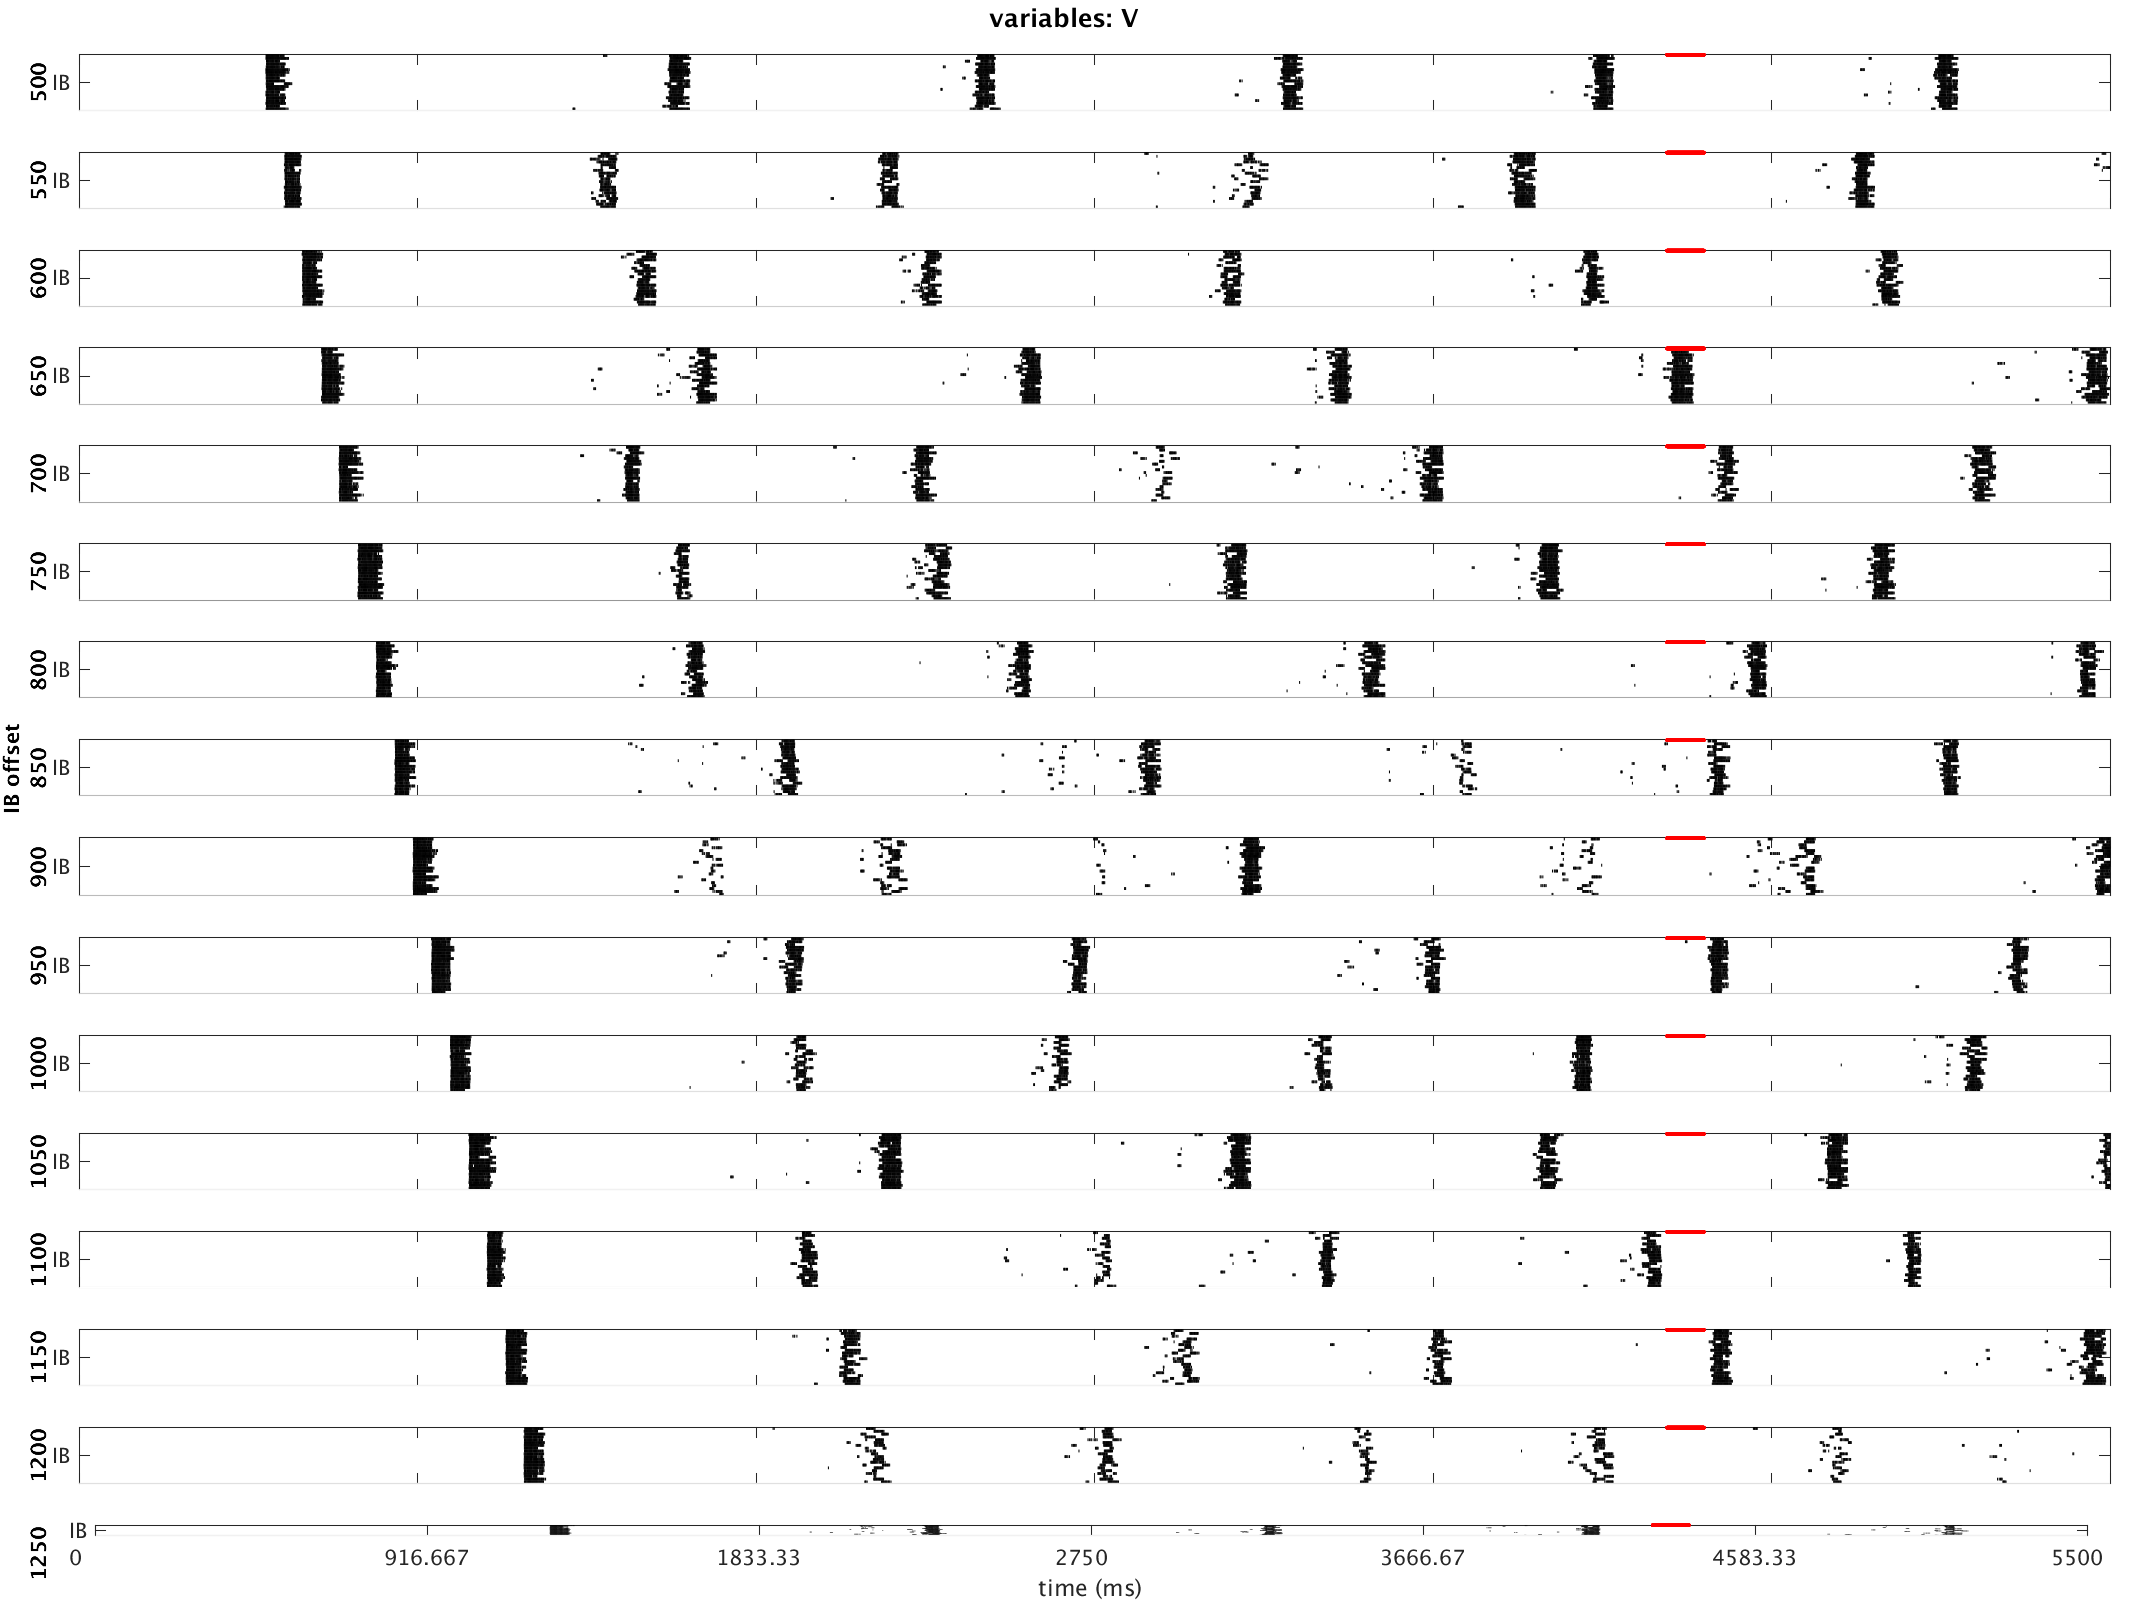 variables: V
IB offset
500 IB
550 IB
600 IB
650 IB
700 IB
750 IB
800 IB
850 IB
900 IB
950 IB
1000 IB
1050 IB
1100 IB
1150 IB
1200 IB
1250 IB
0 916.667 1833.33 2750 3666.67 4583.33 5500
time (ms)